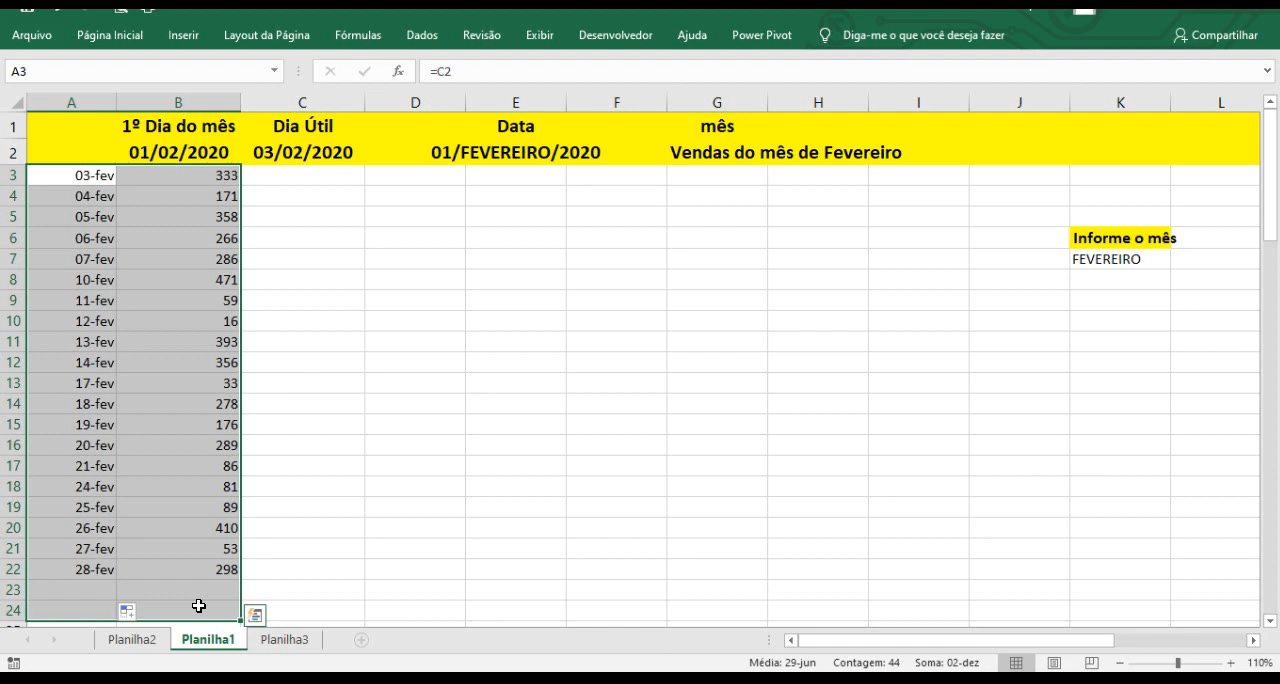 Arquivo Página Inicial Inserir Layout da Página Fórmulas Dados Revisão Exibir Desenvolvedor Ajuda Power Pivot Diga-me o que você deseja fazer Compartilhar
A3 fx =C2
A B C D E F G H I J K L
1 1º Dia do mês Dia Útil Data mês
2 01/02/2020 03/02/2020 01/FEVEREIRO/2020 Vendas do mês de Fevereiro
3 03-fev 333
4 04-fev 171
5 05-fev 358
6 06-fev 266 Informe o mês
7 07-fev 286 FEVEREIRO
8 10-fev 471
9 11-fev 59
10 12-fev 16
11 13-fev 393
12 14-fev 356
13 17-fev 33
14 18-fev 278
15 19-fev 176
16 20-fev 289
17 21-fev 86
18 24-fev 81
19 25-fev 89
20 26-fev 410
21 27-fev 53
22 28-fev 298
23
24
Planilha2 Planilha1 Planilha3
Média: 29-jun Contagem: 44 Soma: 02-dez 110%